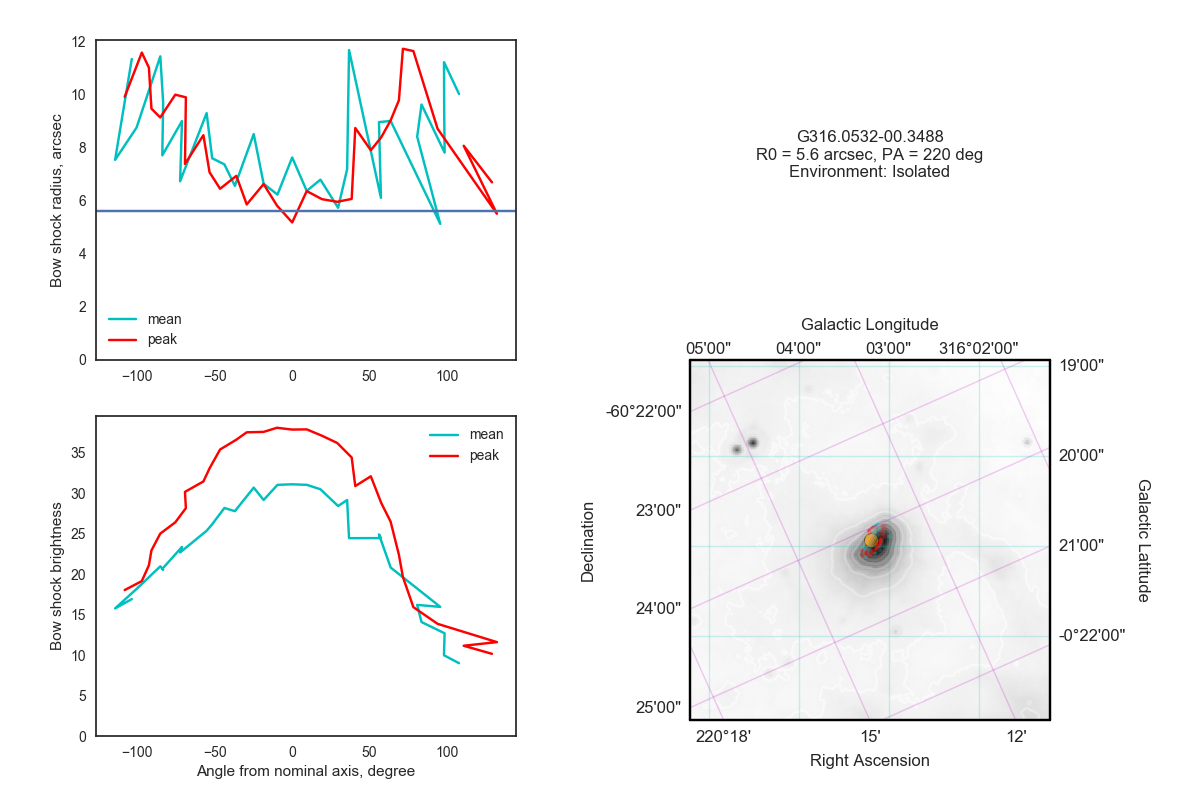 12
10
8
6
4
2
0
Bow shock radius, arcsec
mean
peak
−100
−50
0
50
100
35
30
25
20
15
10
5
0
Bow shock brightness
mean
peak
−100
−50
0
50
100
Angle from nominal axis, degree
G316.0532-00.3488
R0 = 5.6 arcsec, PA = 220 deg
Environment: Isolated
Galactic Longitude
05'00"
04'00"
03'00"
316°02'00"
-60°22'00"
23'00"
24'00"
25'00"
Declination
19'00"
20'00"
21'00"
-0°22'00"
Galactic Latitude
220°18'
15'
12'
Right Ascension